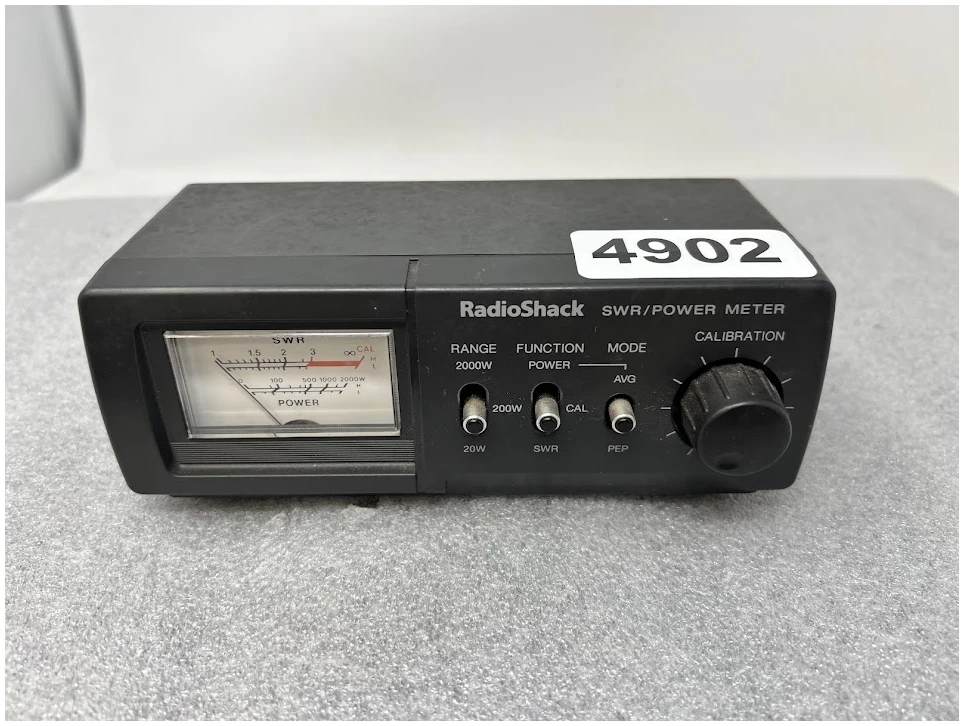 4902
RadioShack SWR/POWER METER
CALIBRATION
RANGE FUNCTION MODE
2000W POWER
AVG
200W CAL
20W SWR PEP
SWR
1 1.5 2 3 ∞ CAL
H
L
0 100 500 1000 2000W
H
L
POWER